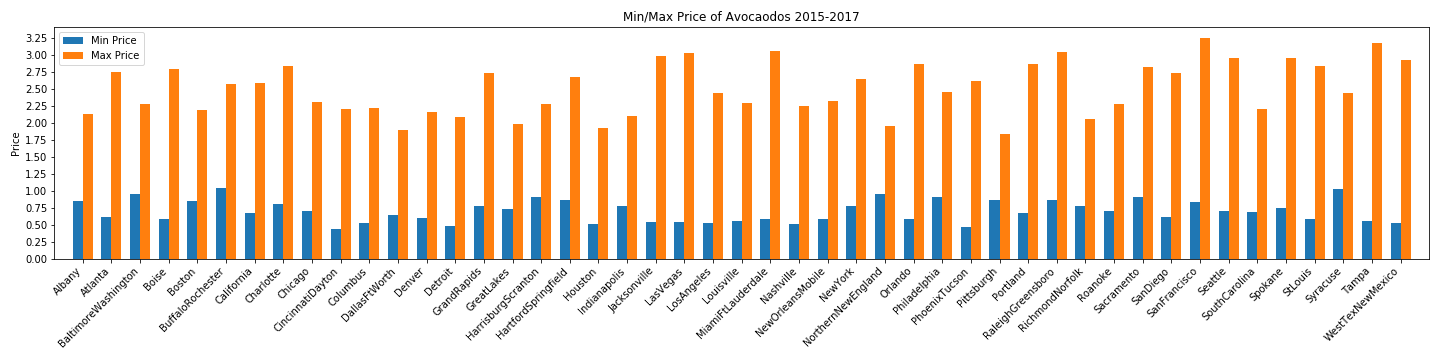 Min/Max Price of Avocaodos 2015-2017
Min Price
Max Price
Price
3.25
3.00
2.75
2.50
2.25
2.00
1.75
1.50
1.25
1.00
0.75
0.50
0.25
0.00
Albany
Atlanta
BaltimoreWashington
Boise
Boston
BuffaloRochester
California
Charlotte
Chicago
CincinnatiDayton
Columbus
DallasFtWorth
Denver
Detroit
GrandRapids
GreatLakes
HarrisburgScranton
HartfordSpringfield
Houston
Indianapolis
Jacksonville
LasVegas
LosAngeles
Louisville
MiamiFtLauderdale
Nashville
NewOrleansMobile
NewYork
NorthernNewEngland
Orlando
Philadelphia
PhoenixTucson
Pittsburgh
Portland
RaleighGreensboro
RichmondNorfolk
Roanoke
Sacramento
SanDiego
SanFrancisco
Seattle
SouthCarolina
Spokane
StLouis
Syracuse
Tampa
WestTexNewMexico